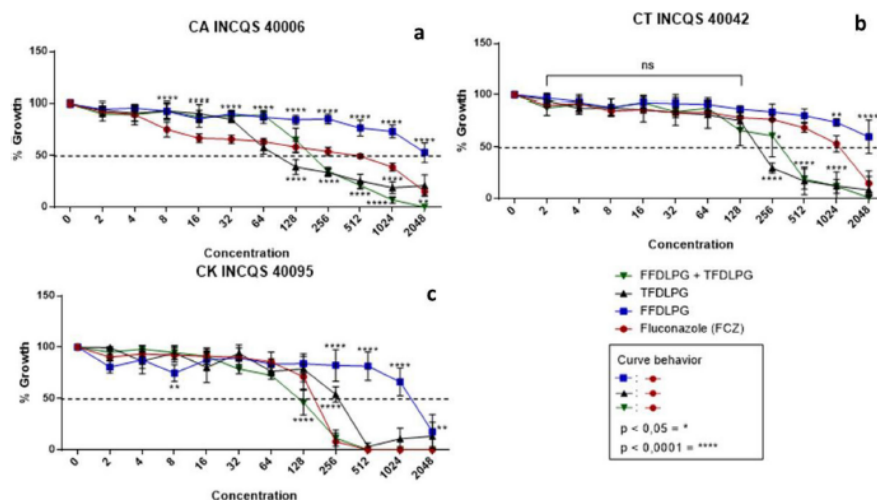 CA INCQS 40006
a
% Growth
150
100
50
0
****
****
****
****
****
****
****
****
****
****
****
****
****
****
**
0 2 4 8 16 32 64 128 256 512 1024 2048
Concentration
CT INCQS 40042
b
% Growth
150
100
50
0
ns
*
**
****
****
****
****
0 2 4 8 16 32 64 128 256 512 1024 2048
Concentration
CK INCQS 40095
c
% Growth
150
100
50
0
**
****
****
****
****
****
**
0 2 4 8 16 32 64 128 256 512 1024 2048
Concentration
FFDLPG + TFDLPG
TFDLPG
FFDLPG
Fluconazole (FCZ)
Curve behavior
:
:
:
p < 0,05 = *
p < 0,0001 = ****